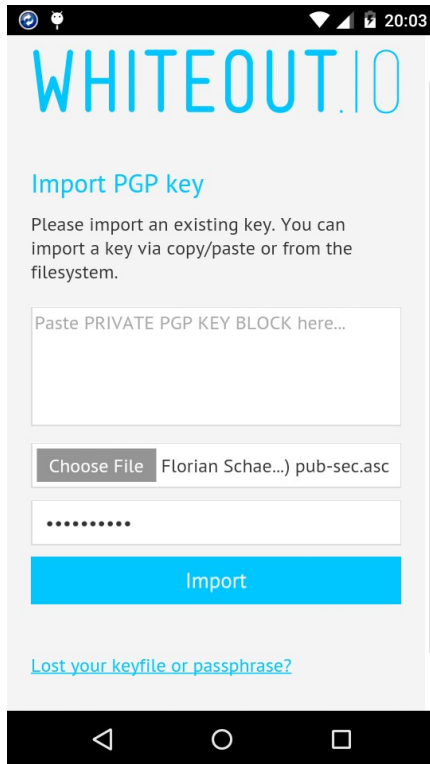 20:03
WHITEOUT.IO
Import PGP key
Please import an existing key. You can
import a key via copy/paste or from the
filesystem.
Paste PRIVATE PGP KEY BLOCK here...
Choose File Florian Schae...) pub-sec.asc
••••••••••
Import
Lost your keyfile or passphrase?